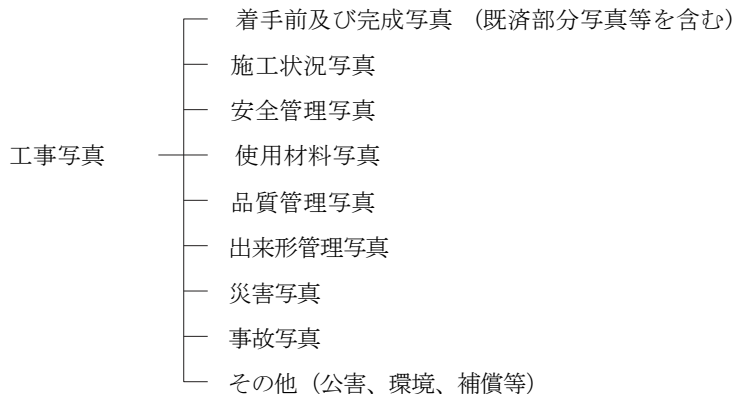 着手前及び完成写真 (既済部分写真等を含む)
施工状況写真
安全管理写真
工事写真 使用材料写真
品質管理写真
出来形管理写真
災害写真
事故写真
その他 (公害、環境、補償等)